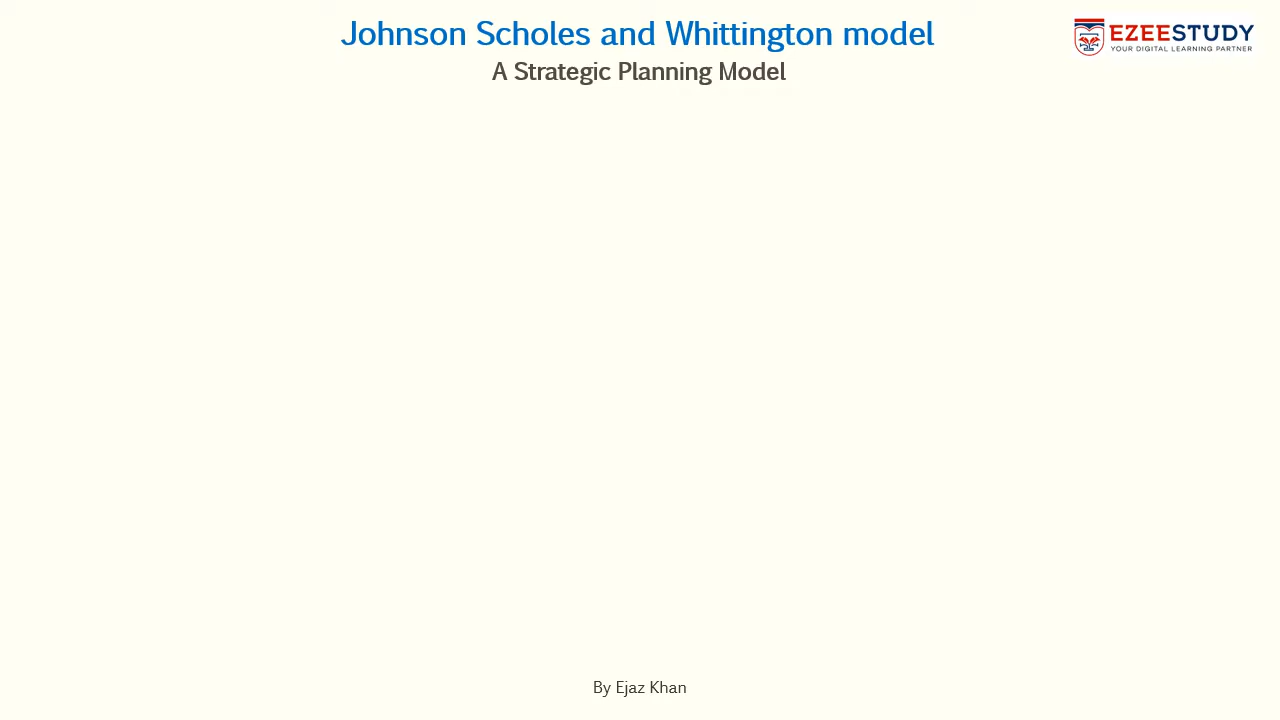 Johnson Scholes and Whittington model
A Strategic Planning Model
EZEESTUDY
YOUR DIGITAL LEARNING PARTNER
By Ejaz Khan